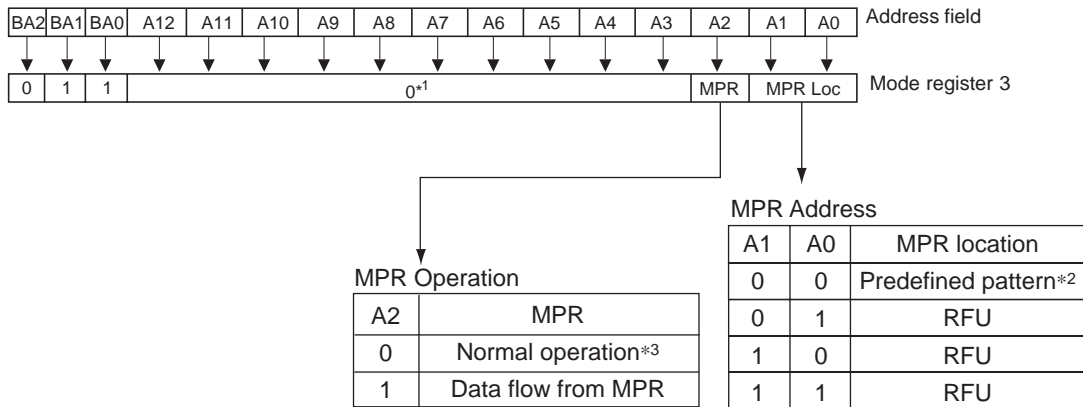 BA2 BA1 BA0 A12 A11 A10 A9 A8 A7 A6 A5 A4 A3 A2 A1 A0 Address field
0 1 1 0*1 MPR MPR Loc Mode register 3
MPR Address
A1 A0 MPR location
0 0 Predefined pattern*2
0 1 RFU
1 0 RFU
1 1 RFU
MPR Operation
A2 MPR
0 Normal operation*3
1 Data flow from MPR